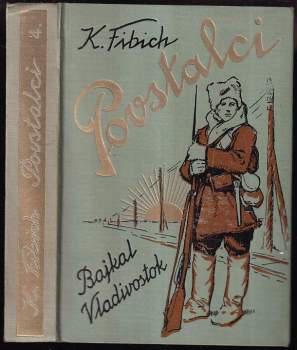 K. Fibich
Povstalci
Bajkal
Vladivostok
K. Fibich Povstalci 4.